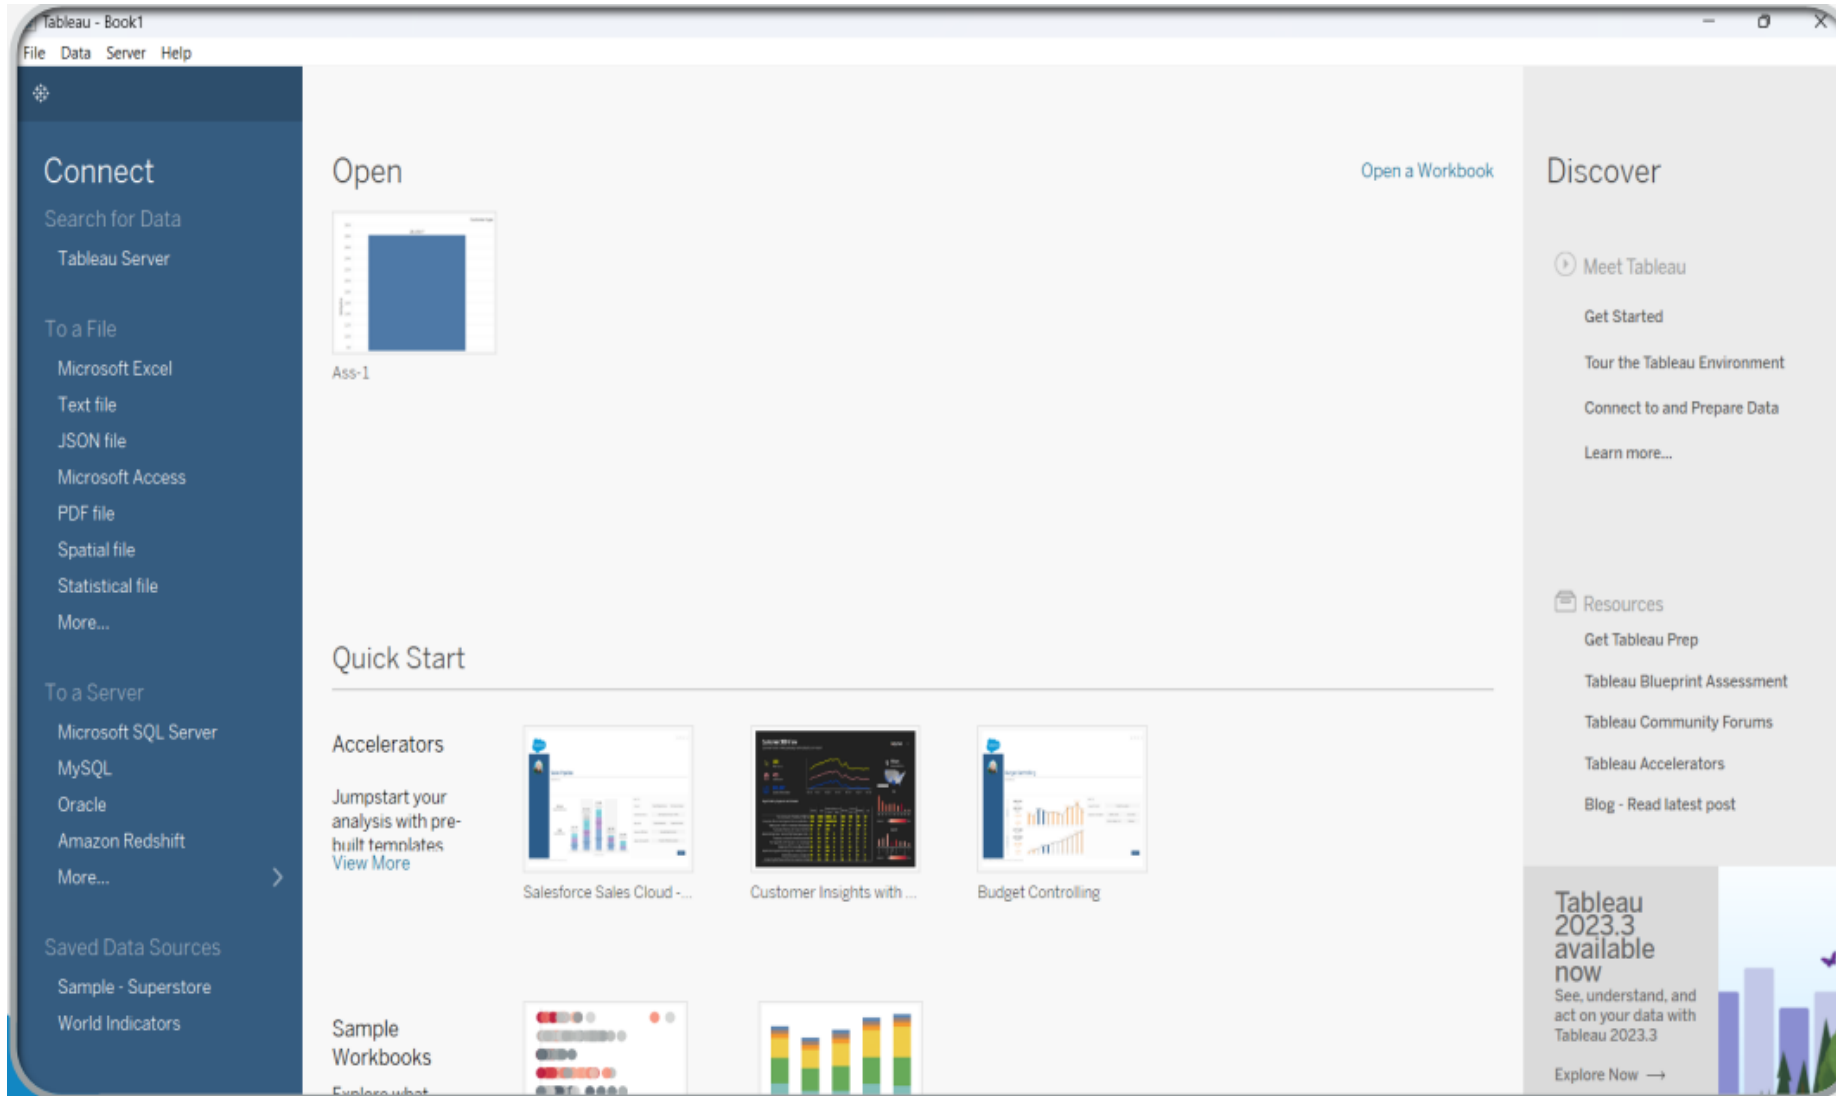 Tableau - Book1
File Data Server Help
Connect
Search for Data
Tableau Server
To a File
Microsoft Excel
Text file
JSON file
Microsoft Access
PDF file
Spatial file
Statistical file
More...
To a Server
Microsoft SQL Server
MySQL
Oracle
Amazon Redshift
More...
Saved Data Sources
Sample - Superstore
World Indicators
Open
Open a Workbook
Ass-1
Quick Start
Accelerators
Jumpstart your
analysis with pre-
built templates
View More
Salesforce Sales Cloud -...
Customer Insights with ...
Budget Controlling
Sample
Workbooks
Explore what
Discover
Meet Tableau
Get Started
Tour the Tableau Environment
Connect to and Prepare Data
Learn more...
Resources
Get Tableau Prep
Tableau Blueprint Assessment
Tableau Community Forums
Tableau Accelerators
Blog - Read latest post
Tableau
2023.3
available
now
See, understand, and
act on your data with
Tableau 2023.3
Explore Now →